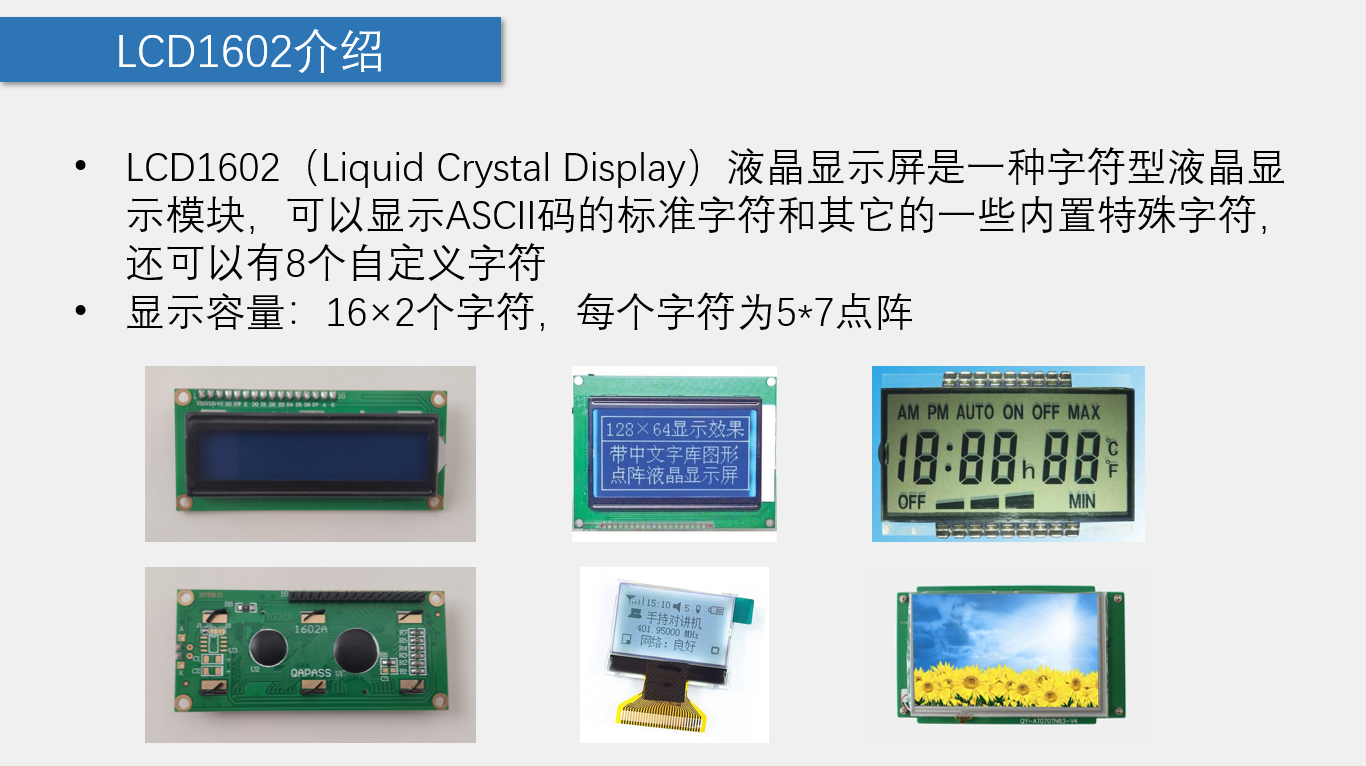 LCD1602介绍
• LCD1602（Liquid Crystal Display）液晶显示屏是一种字符型液晶显
示模块，可以显示ASCII码的标准字符和其它的一些内置特殊字符，
还可以有8个自定义字符
• 显示容量：16×2个字符，每个字符为5*7点阵
16
128×64显示效果
带中文字库图形
点阵液晶显示屏
AM PM AUTO ON OFF MAX
18:88h88°C
°F
OFF MIN
16
1602A
QAPASS
15:10 5
手持对讲机
401.95000 MHz
网络：良好
QY-AT070TN83-V4